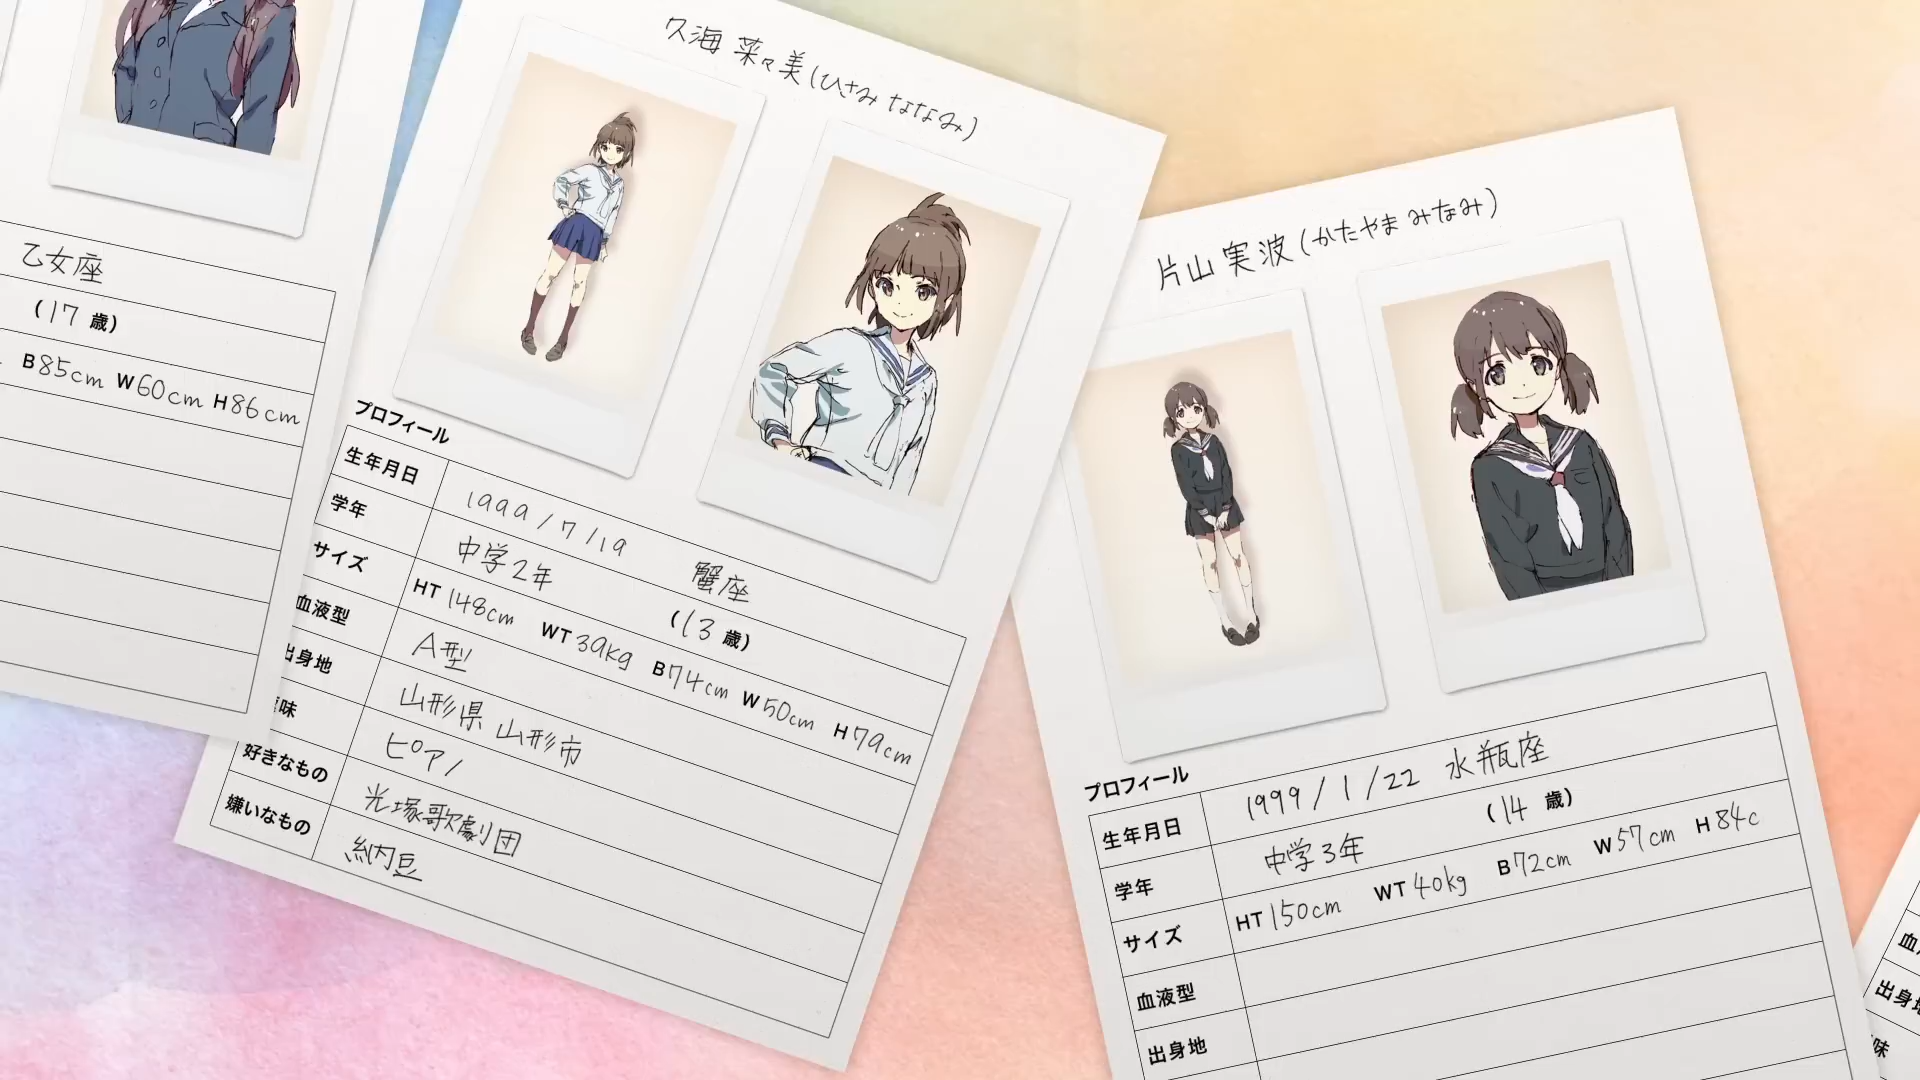 乙女座
(17 歳)
B85cm W60cm H86cm
久海 菜々美(ひさみ ななみ)
プロフィール
生年月日 1999/7/19 蟹座
学年 中学2年 (13 歳)
サイズ HT 148cm WT 39kg B74cm W50cm H79cm
血液型 A型
出身地 山形県 山形市
味 ピアノ
好きなもの 光塚歌劇団
嫌いなもの 納豆
片山 実波(かたやま みなみ)
プロフィール
生年月日 1999/1/22 水瓶座
学年 中学3年 (14 歳)
サイズ HT 150cm WT 40kg B72cm W57cm H84c
血液型
出身地
血
出身地
味